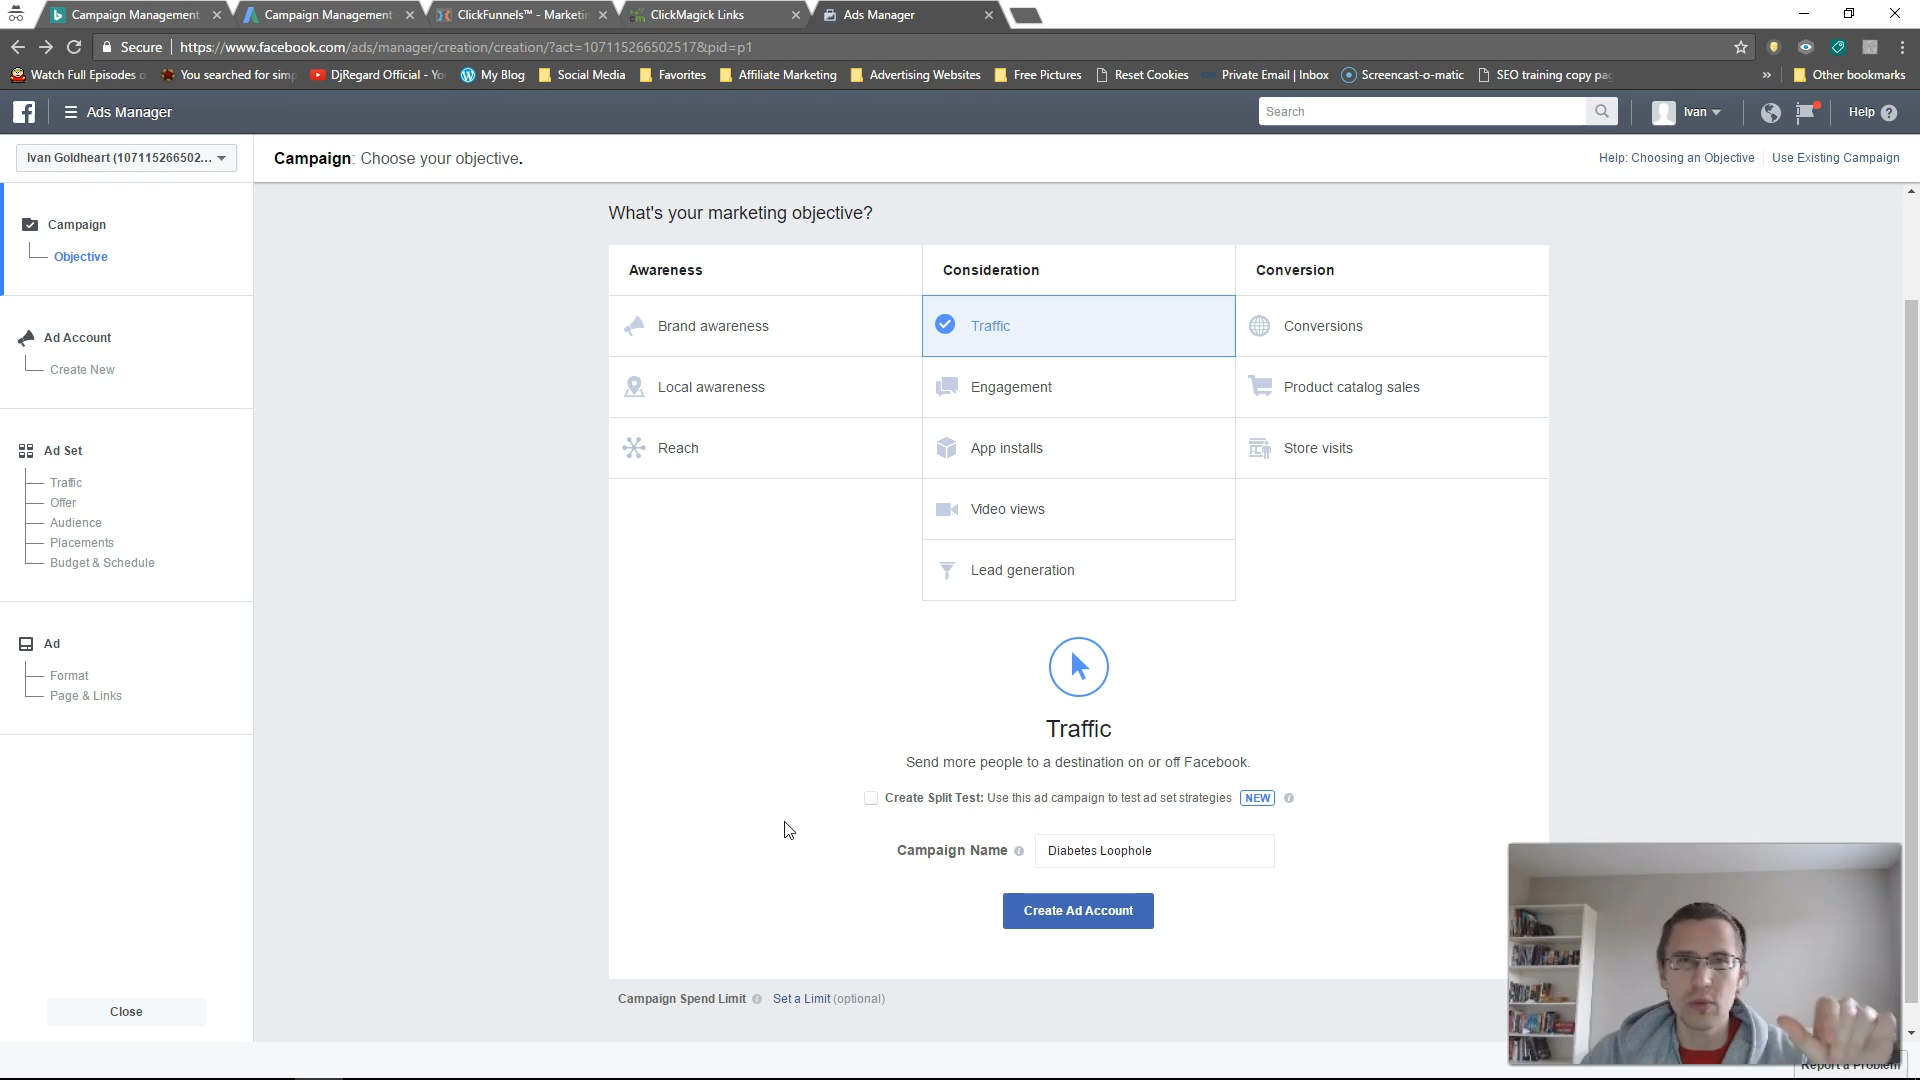 Campaign Management
Campaign Management
ClickFunnels™ - Marketin
ClickMagick Links
Ads Manager
Secure
https://www.facebook.com/ads/manager/creation/creation/?act=107115266502517&pid=p1
Watch Full Episodes o
You searched for simp
DjRegard Official - Yo
My Blog
Social Media
Favorites
Affiliate Marketing
Advertising Websites
Free Pictures
Reset Cookies
Private Email | Inbox
Screencast-o-matic
SEO training copy pag
»
Other bookmarks
Ads Manager
Search
Ivan
Help
Ivan Goldheart (107115266502...
Campaign: Choose your objective.
Help: Choosing an Objective
Use Existing Campaign
Campaign
Objective
Ad Account
Create New
Ad Set
Traffic
Offer
Audience
Placements
Budget & Schedule
Ad
Format
Page & Links
Close
What's your marketing objective?
Awareness
Consideration
Conversion
Brand awareness
Traffic
Conversions
Local awareness
Engagement
Product catalog sales
Reach
App installs
Store visits
Video views
Lead generation
Traffic
Send more people to a destination on or off Facebook.
Create Split Test: Use this ad campaign to test ad set strategies NEW
Campaign Name
Diabetes Loophole
Create Ad Account
Campaign Spend Limit
Set a Limit (optional)
Report a Problem